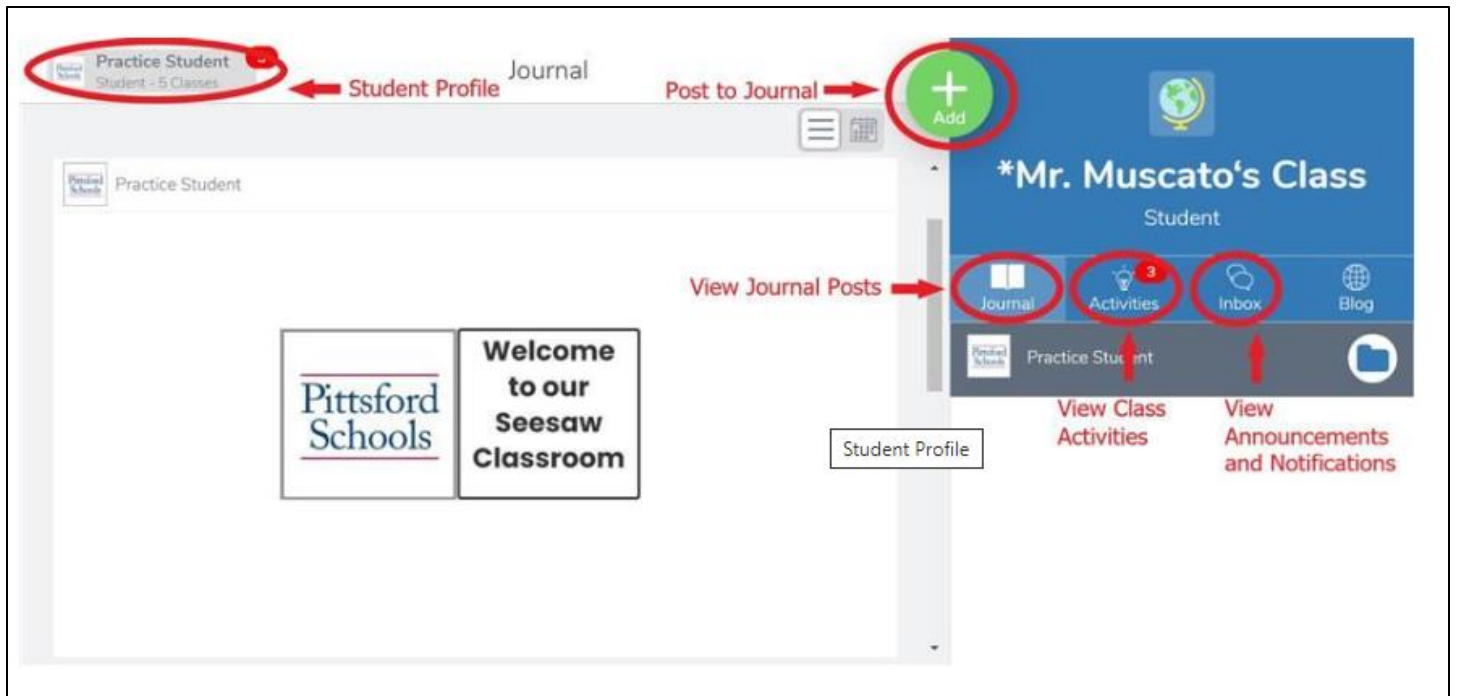 Practice Student
Student - 5 Classes
Student Profile
Journal
Post to Journal
Add
Practice Student
*Mr. Muscato's Class
Student
View Journal Posts
Journal
3
Activities
Inbox
Blog
Practice Student
Pittsford
Schools
Welcome
to our
Seesaw
Classroom
Student Profile
View Class
Activities
View
Announcements
and Notifications